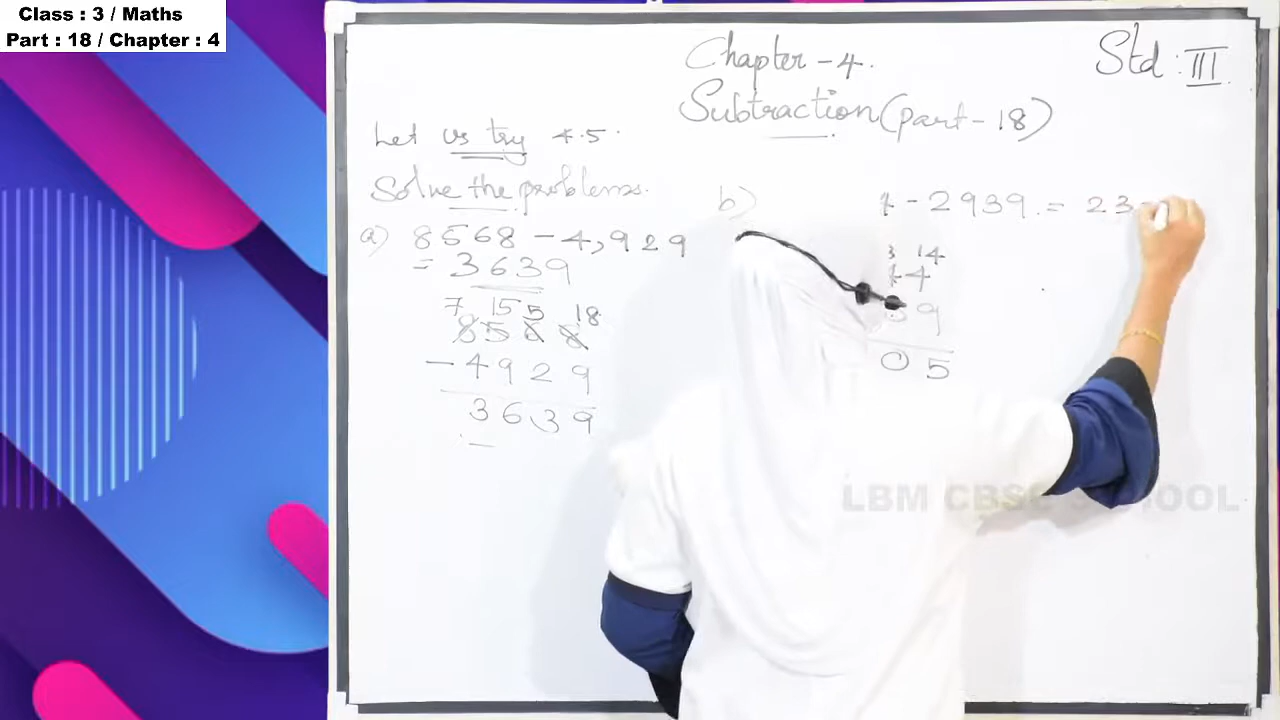 Class : 3 / Maths
Part : 18 / Chapter : 4
Chapter - 4.
Std : III
Subtraction (part - 18)
Let us try 4.5.
Solve the problems.
a) 8568 - 4,929
= 3639
7 15 5 18
8 5 6 8
- 4 9 2 9
3 6 3 9
b)
- 2939. = 23
3 14
4 4
3 9
0 5
LBM CBSE SCHOOL